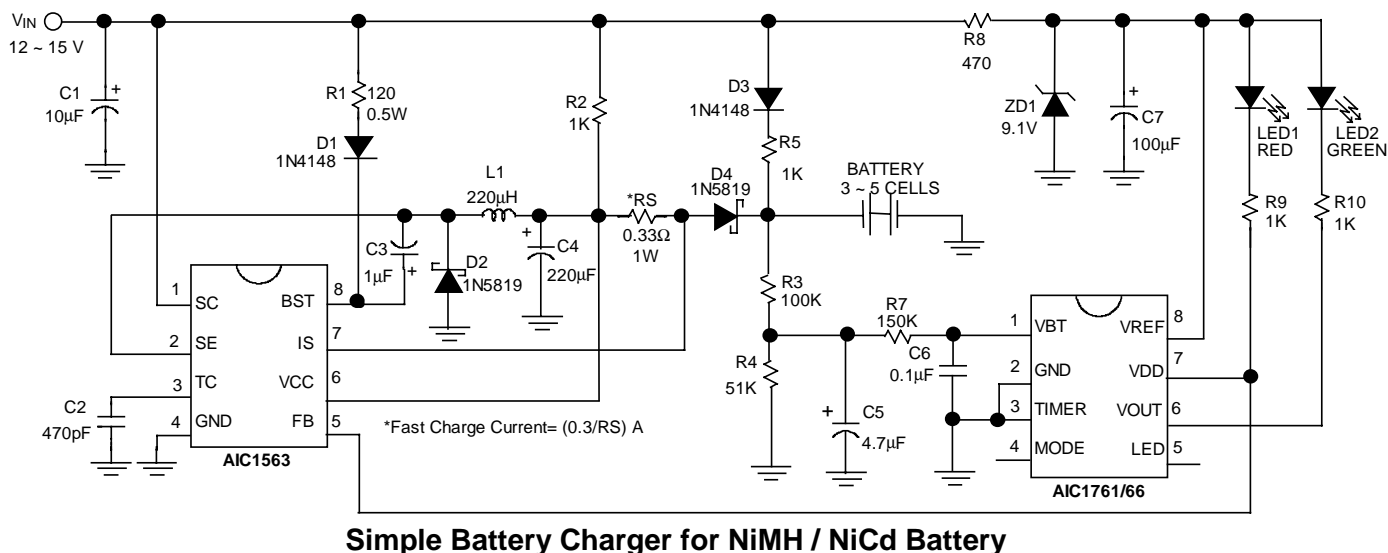 VIN
12 ~ 15 V
C1
10µF
+
R1
120
0.5W
D1
1N4148
R2
1K
D3
1N4148
R5
1K
R8
470
ZD1
9.1V
+
C7
100µF
LED1
RED
LED2
GREEN
R9
1K
R10
1K
L1
220µH
*RS
0.33Ω
1W
D4
1N5819
BATTERY
3 ~ 5 CELLS
C3
1µF
+
D2
1N5819
+
C4
220µF
R3
100K
R4
51K
R7
150K
C6
0.1µF
+
C5
4.7µF
1
SC
BST
8
2
SE
IS
7
3
TC
VCC
6
4
GND
FB
5
AIC1563
C2
470pF
*Fast Charge Current= (0.3/RS) A
1
VBT
VREF
8
2
GND
VDD
7
3
TIMER
VOUT
6
4
MODE
LED
5
AIC1761/66
Simple Battery Charger for NiMH / NiCd Battery